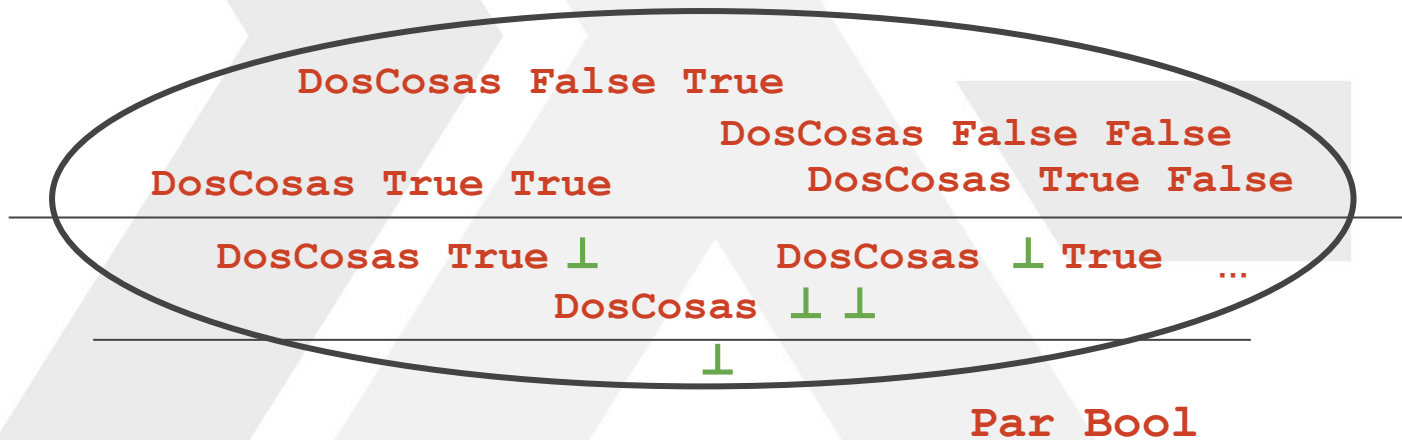 DosCosas False True
DosCosas False False
DosCosas True True
DosCosas True False
DosCosas True ⊥
DosCosas ⊥ True
...
DosCosas ⊥ ⊥
⊥
Par Bool